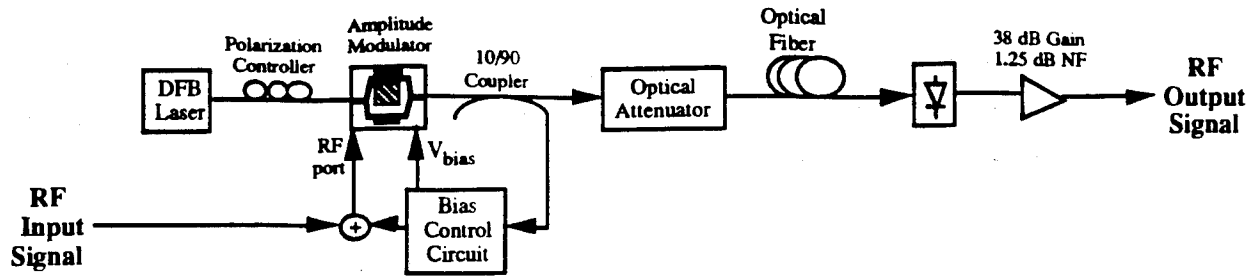 Polarization
Controller
Amplitude
Modulator
10/90
Coupler
Optical
Fiber
38 dB Gain
1.25 dB NF
DFB
Laser
Optical
Attenuator
RF
Output
Signal
RF
port
V bias
RF
Input
Signal
+
Bias
Control
Circuit